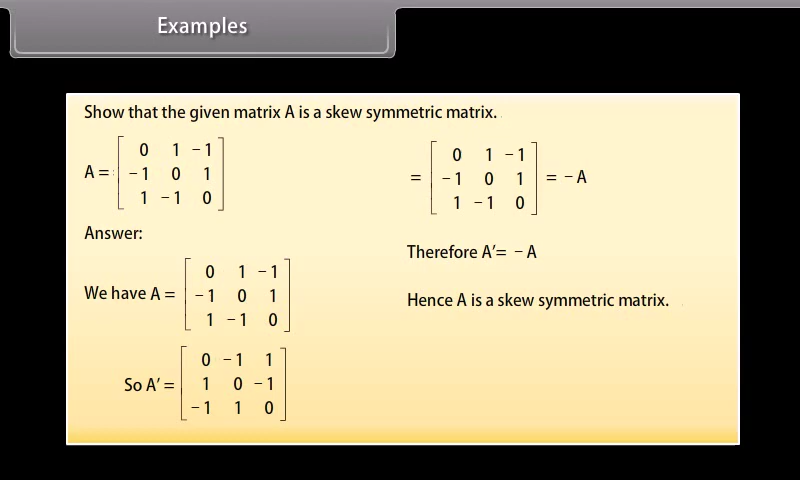 Examples
Show that the given matrix A is a skew symmetric matrix.
0 1 −1
A = −1 0 1
1 −1 0
Answer:
0 1 −1
We have A = −1 0 1
1 −1 0
0 −1 1
So A′ = 1 0 −1
−1 1 0
0 1 −1
= −1 0 1 = −A
1 −1 0
Therefore A′= −A
Hence A is a skew symmetric matrix.